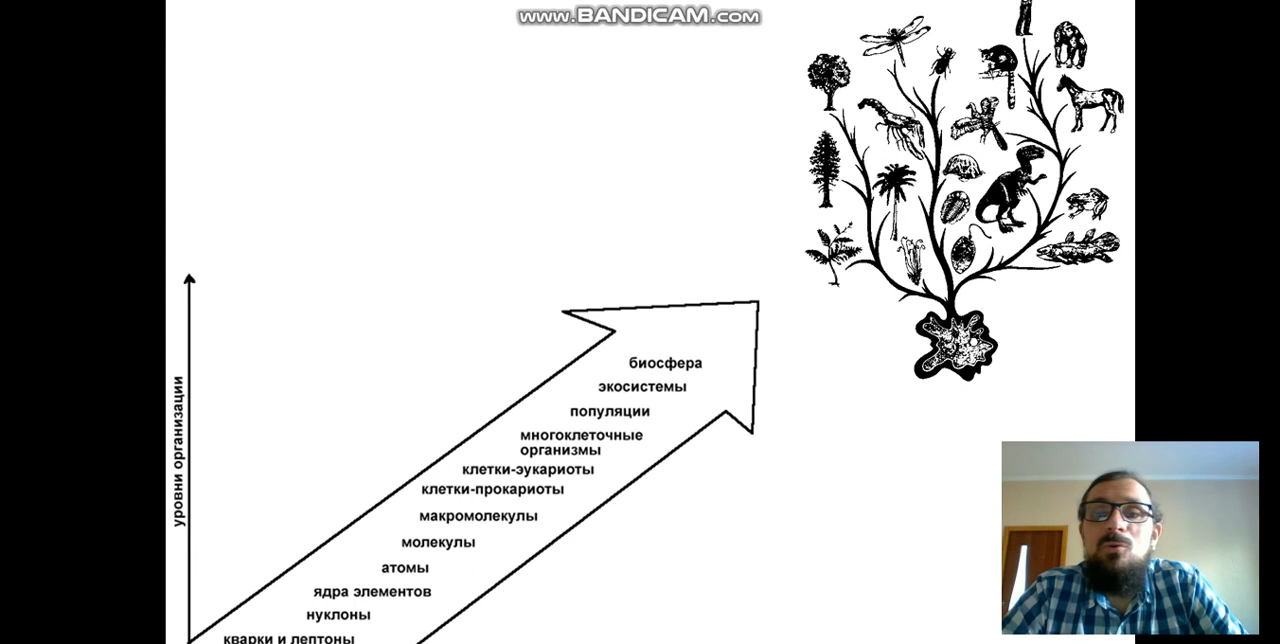 www.BANDICAM.com
уровни организации
биосфера
экосистемы
популяции
многоклеточные
организмы
клетки-эукариоты
клетки-прокариоты
макромолекулы
молекулы
атомы
ядра элементов
нуклоны
кварки и лептоны